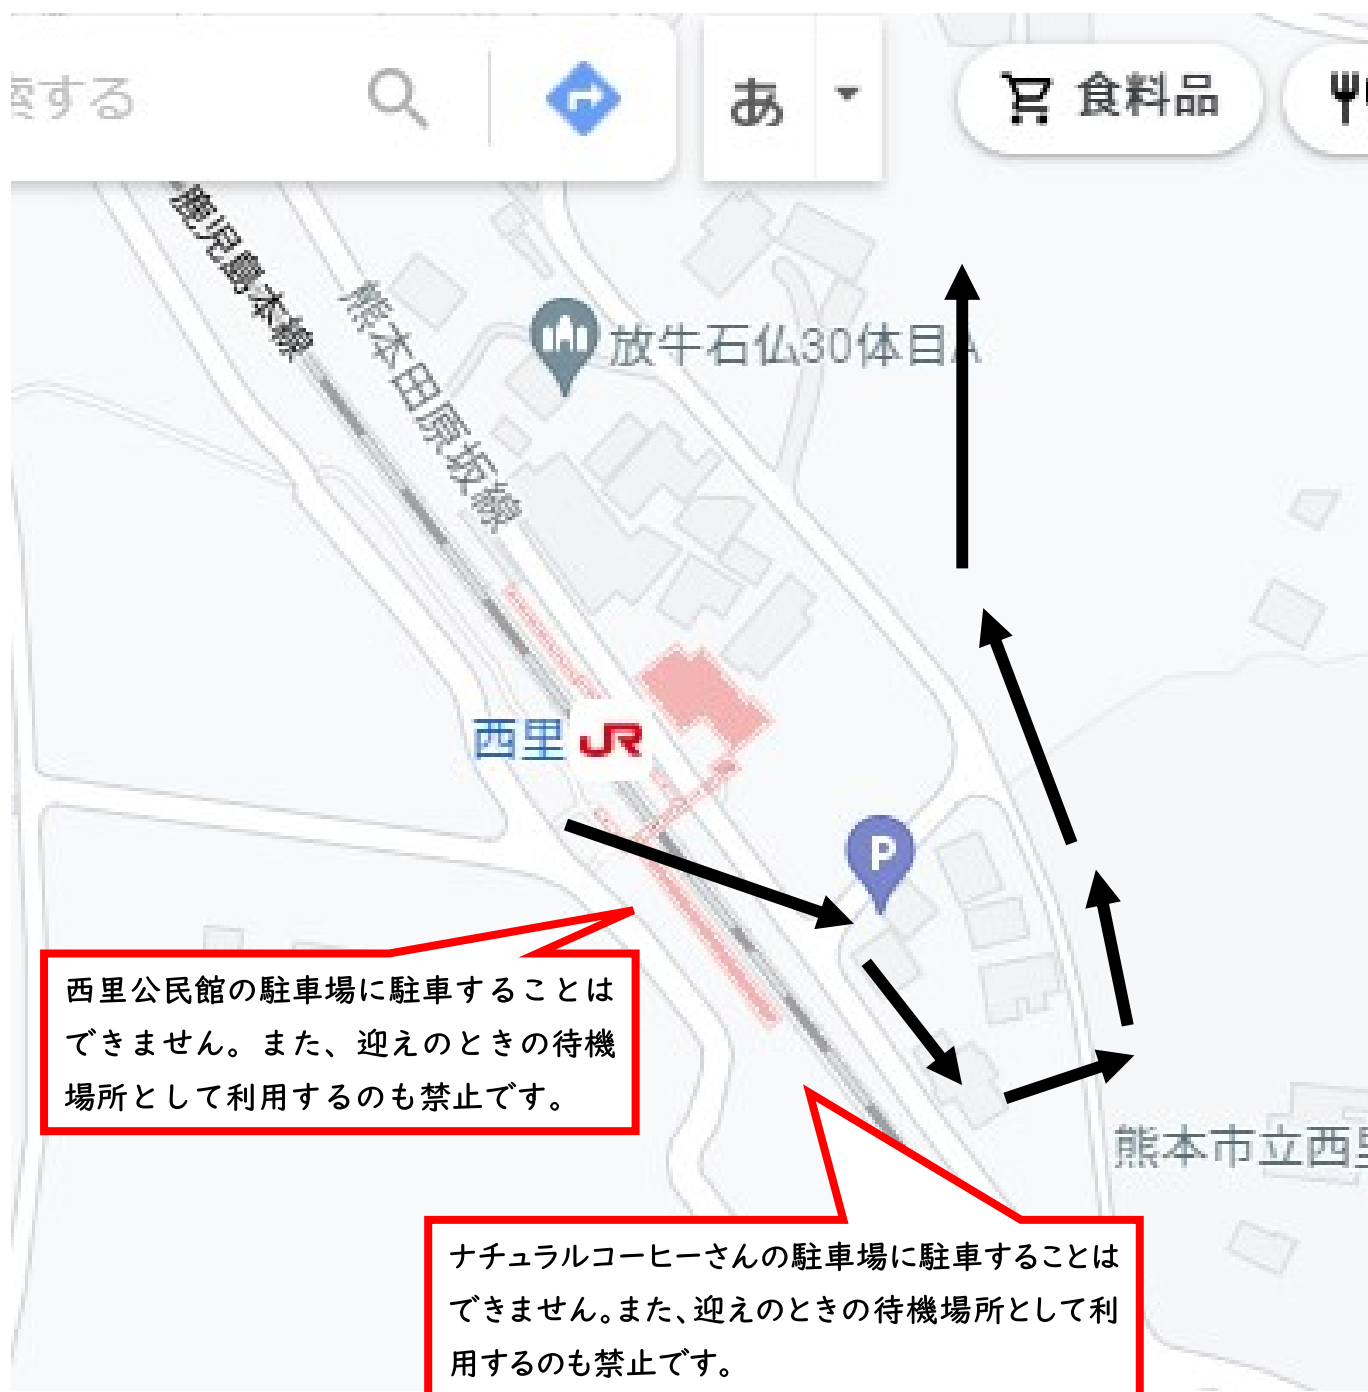 索する
あ
食料品
鹿児島本線
熊本田原坂線
放牛石仏30体目A
西里 JR
P
西里公民館の駐車場に駐車することは
できません。また、迎えのときの待機
場所として利用するのも禁止です。
熊本市立西里
ナチュラルコーヒーさんの駐車場に駐車することは
できません。また、迎えのときの待機場所として利
用するのも禁止です。